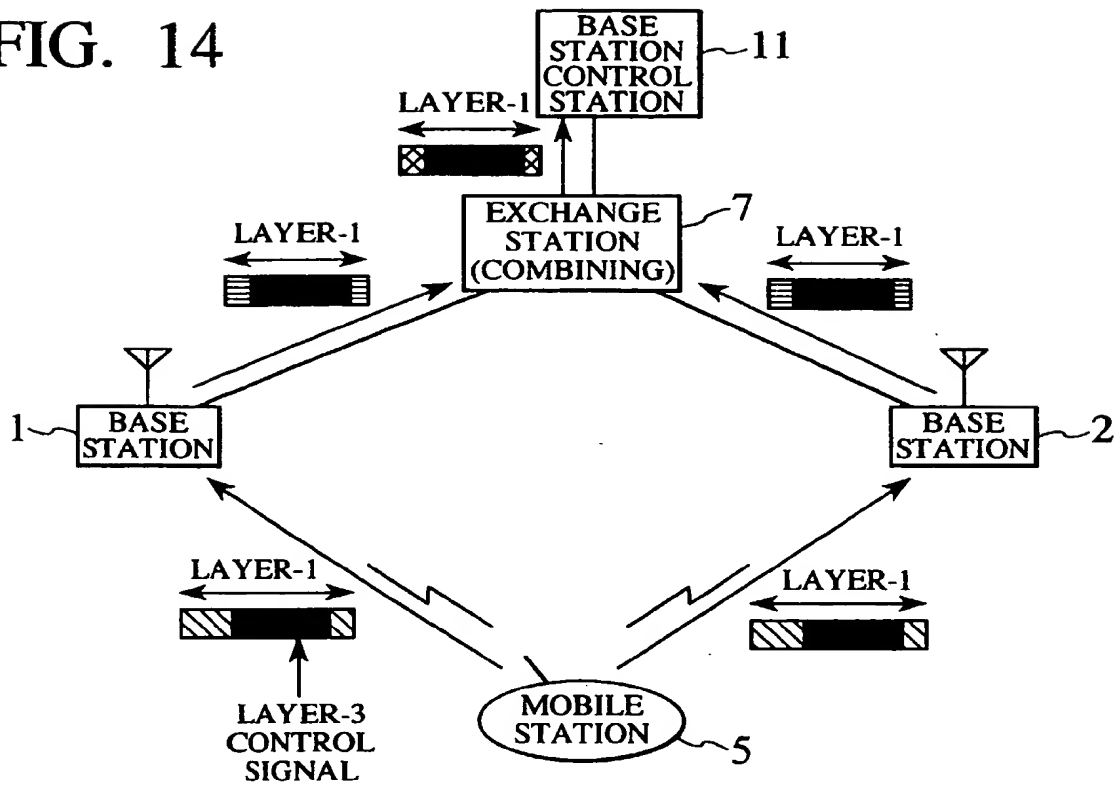 FIG. 14
BASE
STATION
CONTROL
STATION
11
LAYER-1
EXCHANGE
STATION
(COMBINING)
7
LAYER-1
LAYER-1
1
BASE
STATION
BASE
STATION
2
LAYER-1
LAYER-1
LAYER-3
CONTROL
SIGNAL
MOBILE
STATION
5